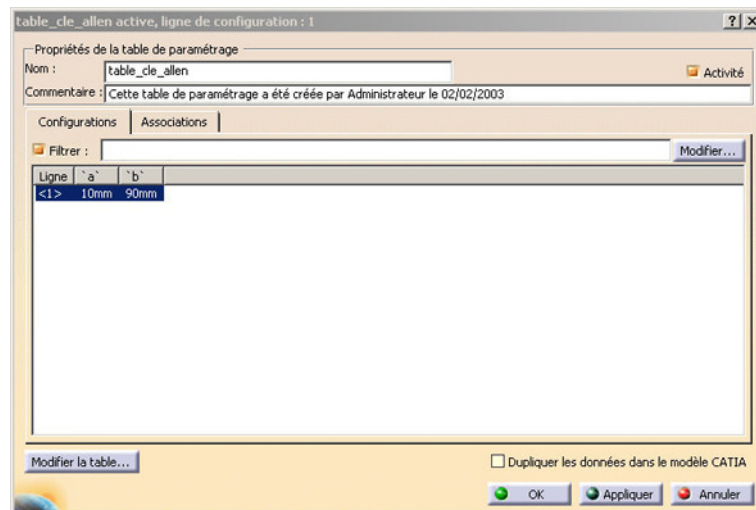 table_cle_allen active, ligne de configuration : 1
Propriétés de la table de paramétrage
Nom : table_cle_allen
Activité
Commentaire : Cette table de paramétrage a été créée par Administrateur le 02/02/2003
Configurations Associations
Filtrer : Modifier...
Ligne `a` `b`
<1> 10mm 90mm
Modifier la table...
Dupliquer les données dans le modèle CATIA
OK Appliquer Annuler